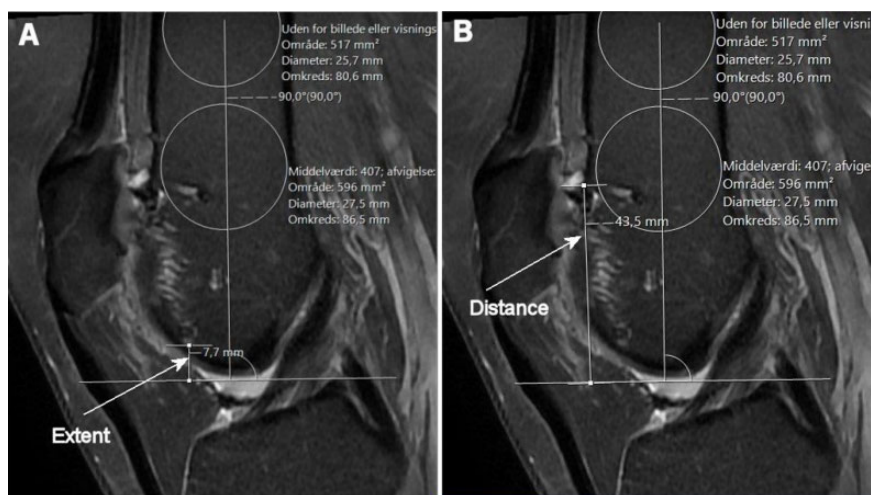 A
Uden for billede eller visnings
Område: 517 mm²
Diameter: 25,7 mm
Omkreds: 80,6 mm
90,0°(90,0°)
Middelværdi: 407; afvigelse:
Område: 596 mm²
Diameter: 27,5 mm
Omkreds: 86,5 mm
7,7 mm
Extent
B
Uden for billede eller visni
Område: 517 mm²
Diameter: 25,7 mm
Omkreds: 80,6 mm
90,0°(90,0°)
Middelværdi: 407; afvige
Område: 596 mm²
Diameter: 27,5 mm
Omkreds: 86,5 mm
43,5 mm
Distance